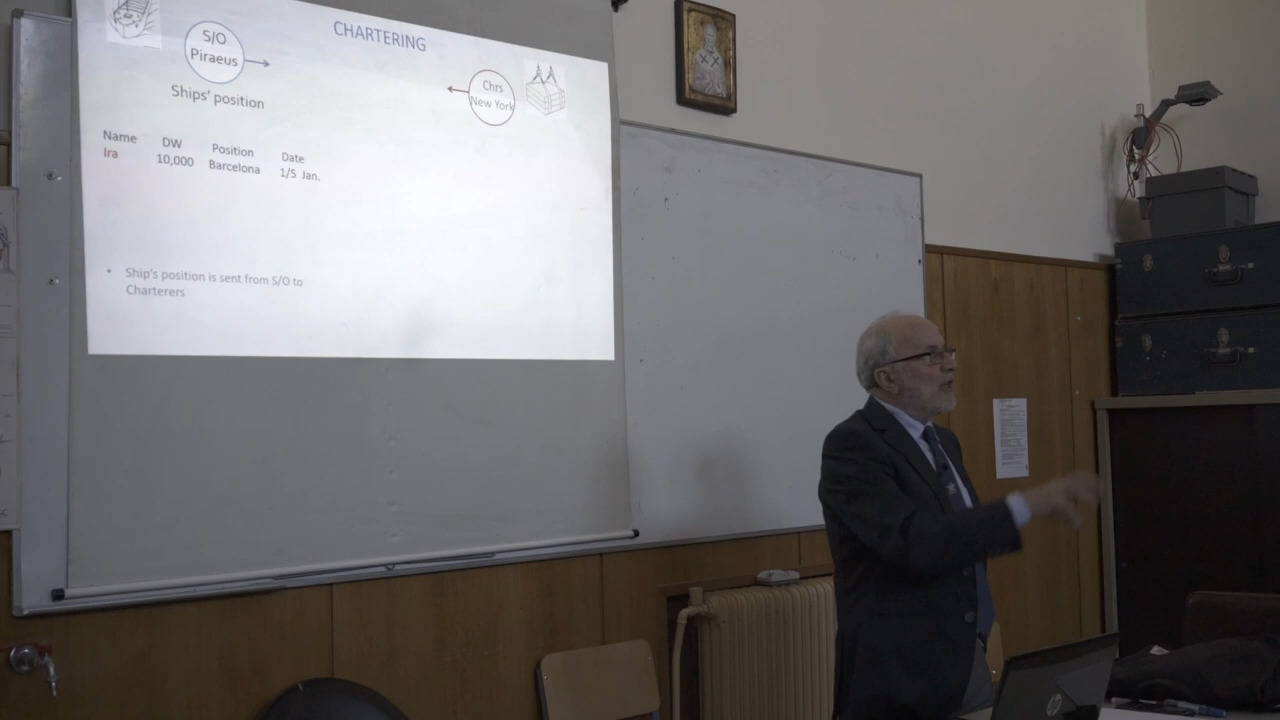 CHARTERING
S/O
Piraeus
Chrs
New York
Ships' position
Name DW Position Date
Ira 10,000 Barcelona 1/5 Jan.
• Ship's position is sent from S/O to
Charterers
hp